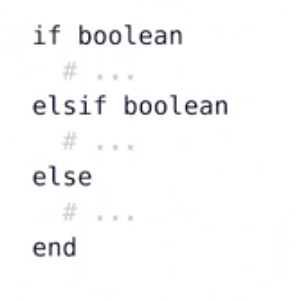 if boolean
  # ...
elsif boolean
  # ...
else
  # ...
end